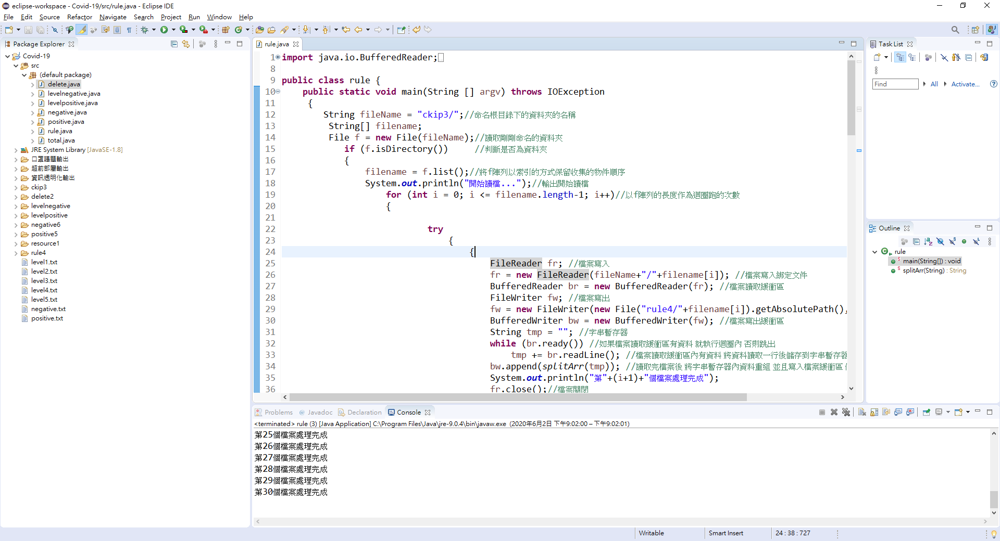 eclipse-workspace - Covid-19/src/rule.java - Eclipse IDE
File Edit Source Refactor Navigate Search Project Run Window Help
Package Explorer
Covid-19
src
(default package)
delete.java
levelnegative.java
levelpositive.java
negative.java
positive.java
rule.java
total.java
JRE System Library [JavaSE-1.8]
口罩議題輸出
超前部屬輸出
資訊透明化輸出
ckip3
delete2
levelnegative
levelpositive
negative6
positive5
resource1
rule4
level1.txt
level2.txt
level3.txt
level4.txt
level5.txt
negative.txt
positive.txt
rule.java
1 import java.io.BufferedReader;
8
9 public class rule {
10 public static void main(String [] argv) throws IOException
11 {
12 String fileName = "ckip3/";//命名根目錄下的資料夾的名稱
13 String[] filename;
14 File f = new File(fileName);//讀取剛剛命名的資料夾
15 if (f.isDirectory()) //判斷是否為資料夾
16 {
17 filename = f.list();//將f陣列以索引的方式保留收集的物件順序
18 System.out.println("開始讀檔...");//輸出開始讀檔
19 for (int i = 0; i <= filename.length-1; i++)//以f陣列的長度作為迴圈跑的次數
20 {
21
22 try
23 {
24 {
25 FileReader fr; //檔案寫入
26 fr = new FileReader(fileName+"/"+filename[i]); //檔案寫入綁定文件
27 BufferedReader br = new BufferedReader(fr); //檔案讀取緩衝區
28 FileWriter fw; //檔案寫出
29 fw = new FileWriter(new File("rule4/"+filename[i]).getAbsolutePath(),
30 BufferedWriter bw = new BufferedWriter(fw); //檔案寫出緩衝區
31 String tmp = ""; //字串暫存器
32 while (br.ready()) //如果檔案讀取緩衝區有資料 就執行迴圈內 否則跳出
33 tmp += br.readLine(); //檔案讀取緩衝區內有資料 將資料讀取一行後儲存到字串暫存器
34 bw.append(splitArr(tmp)); //讀取完檔案後 將字串暫存器內資料重組 並且寫入檔案緩衝區
35 System.out.println("第"+(i+1)+"個檔案處理完成");
36 fr.close();//檔案關閉
Task List
Find All Activate...
Outline
rule
main(String[]) : void
splitArr(String) : String
Problems Javadoc Declaration Console
<terminated> rule (3) [Java Application] C:\Program Files\Java\jre-9.0.4\bin\javaw.exe (2020年6月2日 下午9:02:00 – 下午9:02:01)
第25個檔案處理完成
第26個檔案處理完成
第27個檔案處理完成
第28個檔案處理完成
第29個檔案處理完成
第30個檔案處理完成
Writable Smart Insert 24 : 38 : 727